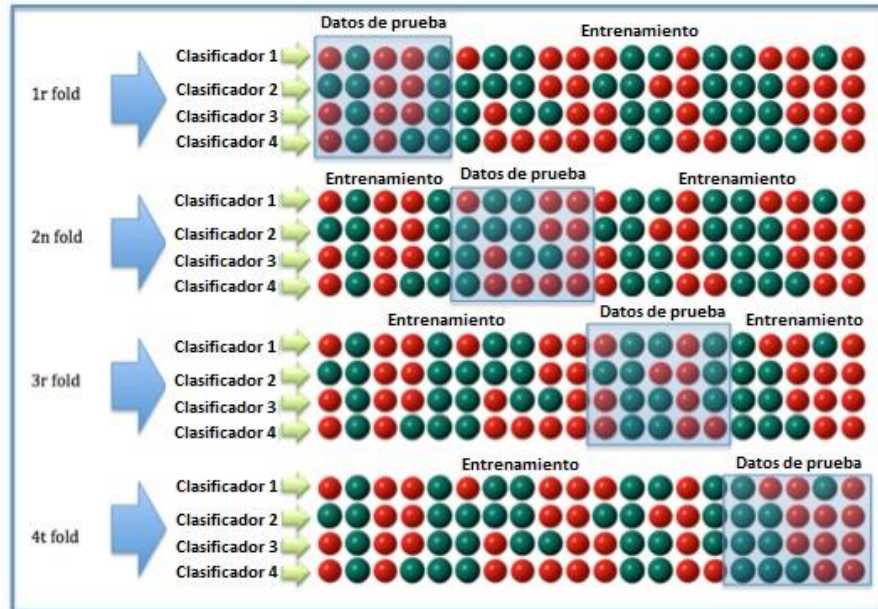 Datos de prueba
Entrenamiento
1r fold
Clasificador 1
Clasificador 2
Clasificador 3
Clasificador 4
Entrenamiento
Datos de prueba
Entrenamiento
2n fold
Clasificador 1
Clasificador 2
Clasificador 3
Clasificador 4
Entrenamiento
Datos de prueba
Entrenamiento
3r fold
Clasificador 1
Clasificador 2
Clasificador 3
Clasificador 4
Entrenamiento
Datos de prueba
4t fold
Clasificador 1
Clasificador 2
Clasificador 3
Clasificador 4